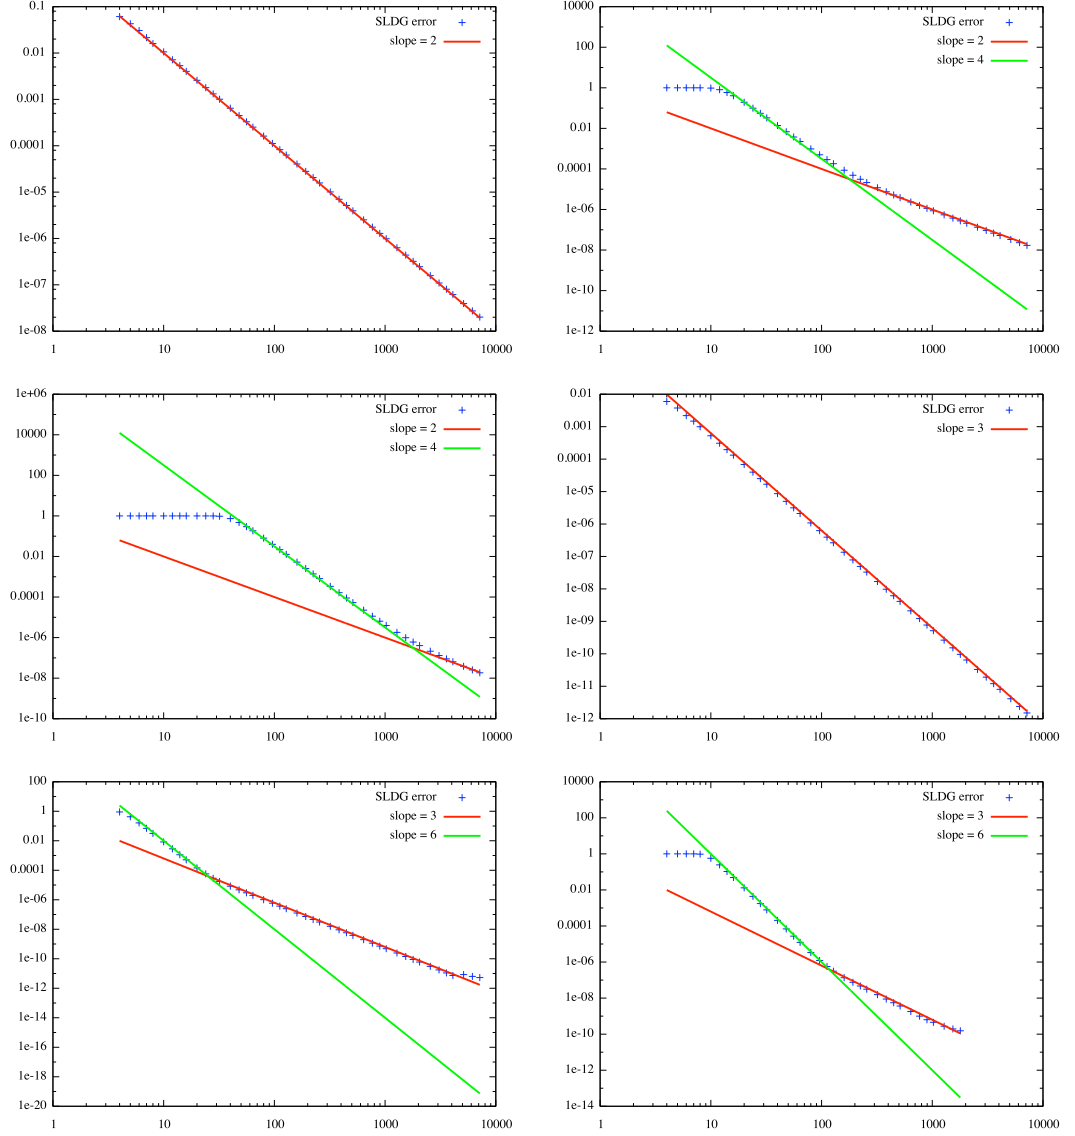 0.1
0.01
0.001
0.0001
1e-05
1e-06
1e-07
1e-08
1 10 100 1000 10000
SLDG error
slope = 2
10000
100
1
0.01
0.0001
1e-06
1e-08
1e-10
1e-12
1 10 100 1000 10000
SLDG error
slope = 2
slope = 4
1e+06
10000
100
1
0.01
0.0001
1e-06
1e-08
1e-10
1 10 100 1000 10000
SLDG error
slope = 2
slope = 4
0.01
0.001
0.0001
1e-05
1e-06
1e-07
1e-08
1e-09
1e-10
1e-11
1e-12
1 10 100 1000 10000
SLDG error
slope = 3
100
1
0.01
0.0001
1e-06
1e-08
1e-10
1e-12
1e-14
1e-16
1e-18
1e-20
1 10 100 1000 10000
SLDG error
slope = 3
slope = 6
10000
100
1
0.01
0.0001
1e-06
1e-08
1e-10
1e-12
1e-14
1 10 100 1000 10000
SLDG error
slope = 3
slope = 6